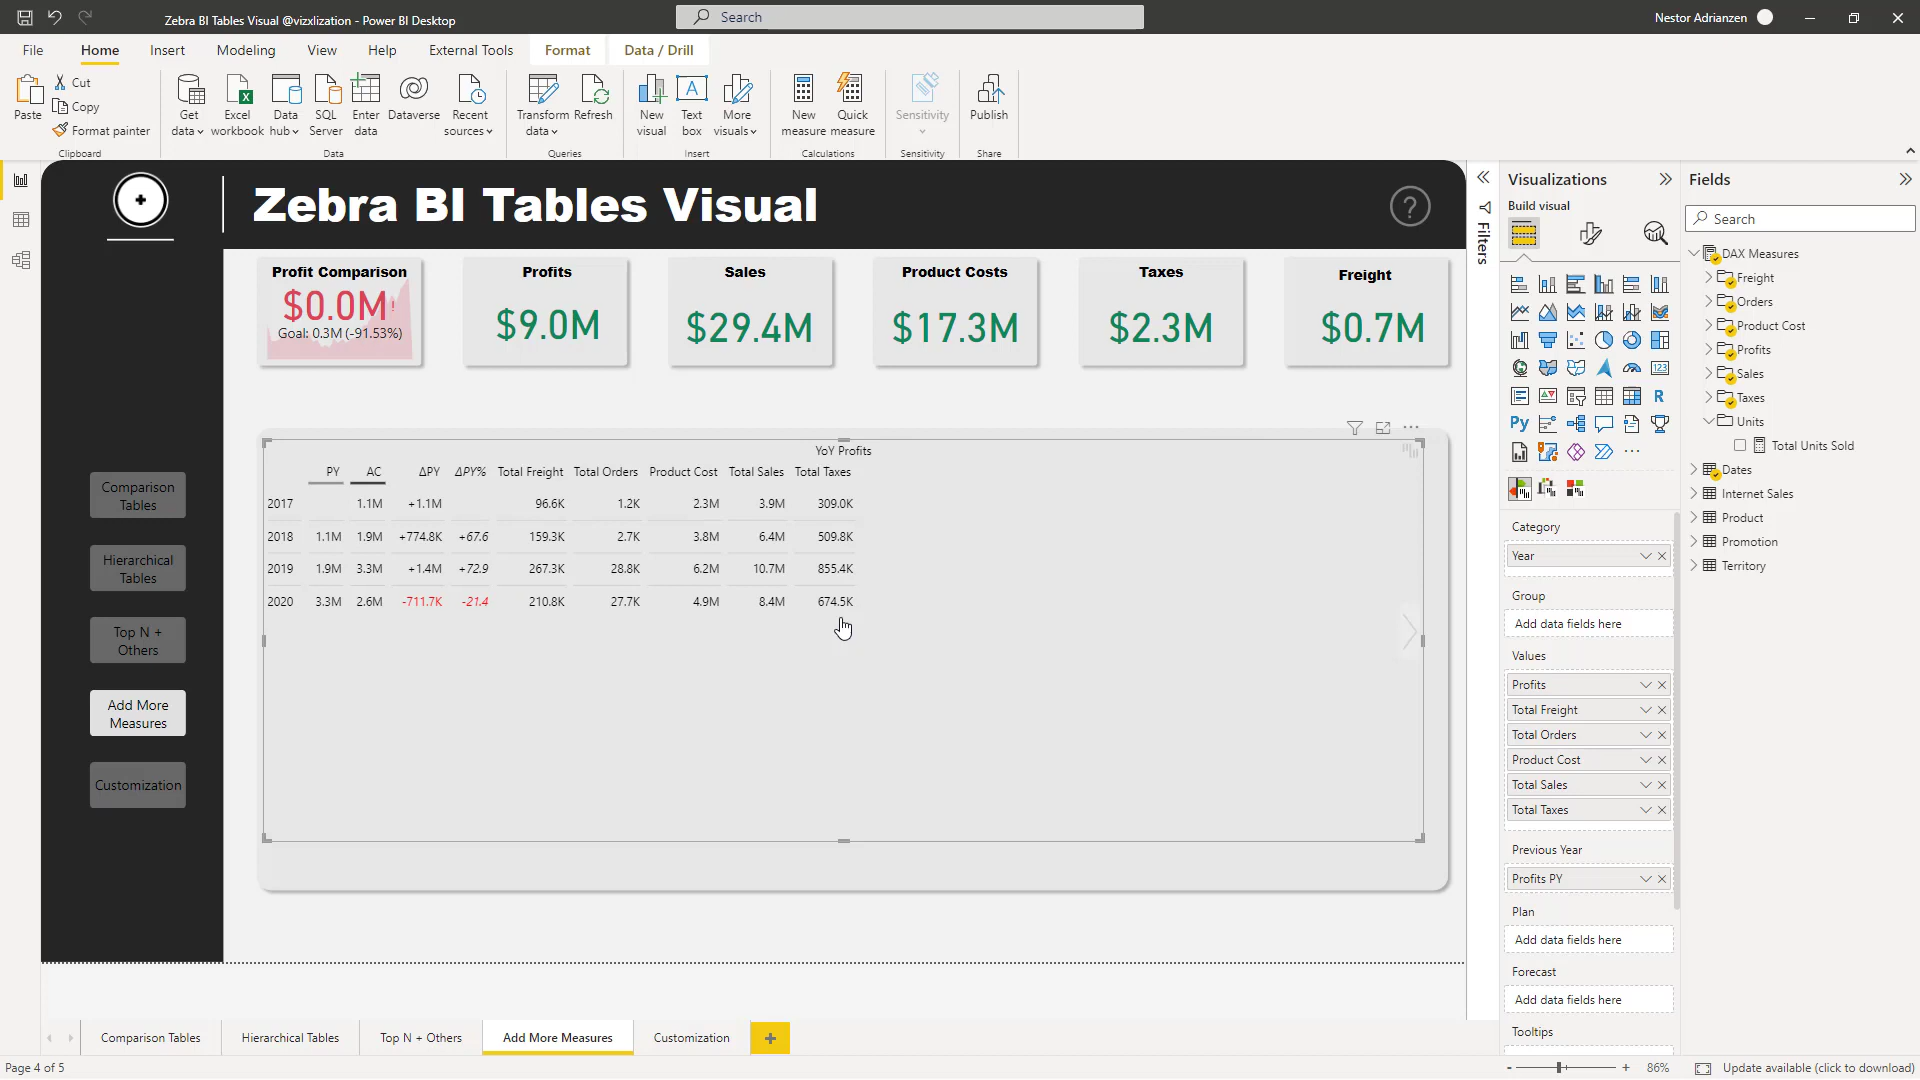 Zebra BI Tables Visual @vizxlization - Power BI Desktop
Search
Nestor Adrianzen
File Home Insert Modeling View Help External Tools Format Data / Drill
Paste
Cut
Copy
Format painter
Clipboard
Get data
Excel workbook
Data hub
SQL Server
Enter data
Dataverse
Recent sources
Data
Transform data
Refresh
Queries
New visual
Text box
More visuals
Insert
New measure
Quick measure
Calculations
Sensitivity
Sensitivity
Publish
Share
Zebra BI Tables Visual
?
Profit Comparison
$0.0M!
Goal: 0.3M (-91.53%)
Profits
$9.0M
Sales
$29.4M
Product Costs
$17.3M
Taxes
$2.3M
Freight
$0.7M
Comparison
Tables
Hierarchical
Tables
Top N +
Others
Add More
Measures
Customization
YoY Profits
PY AC ΔPY ΔPY% Total Freight Total Orders Product Cost Total Sales Total Taxes
2017 1.1M +1.1M 96.6K 1.2K 2.3M 3.9M 309.0K
2018 1.1M 1.9M +774.8K +67.6 159.3K 2.7K 3.8M 6.4M 509.8K
2019 1.9M 3.3M +1.4M +72.9 267.3K 28.8K 6.2M 10.7M 855.4K
2020 3.3M 2.6M -711.7K -21.4 210.8K 27.7K 4.9M 8.4M 674.5K
Filters
Visualizations
Build visual
123
R
Py
Category
Year
Group
Add data fields here
Values
Profits
Total Freight
Total Orders
Product Cost
Total Sales
Total Taxes
Previous Year
Profits PY
Plan
Add data fields here
Forecast
Add data fields here
Tooltips
Fields
Search
DAX Measures
Freight
Orders
Product Cost
Profits
Sales
Taxes
Units
Total Units Sold
Dates
Internet Sales
Product
Promotion
Territory
Comparison Tables Hierarchical Tables Top N + Others Add More Measures Customization +
Page 4 of 5
- + 86%
Update available (click to download)